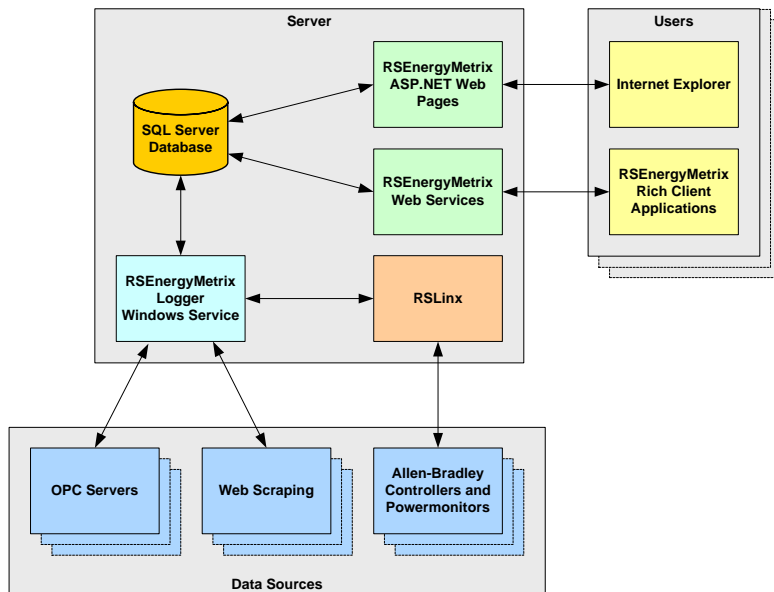 Server
Users
RSEnergyMetrix
ASP.NET Web
Pages
Internet Explorer
SQL Server
Database
RSEnergyMetrix
Web Services
RSEnergyMetrix
Rich Client
Applications
RSEnergyMetrix
Logger
Windows Service
RSLinx
OPC Servers
Web Scraping
Allen-Bradley
Controllers and
Powermonitors
Data Sources